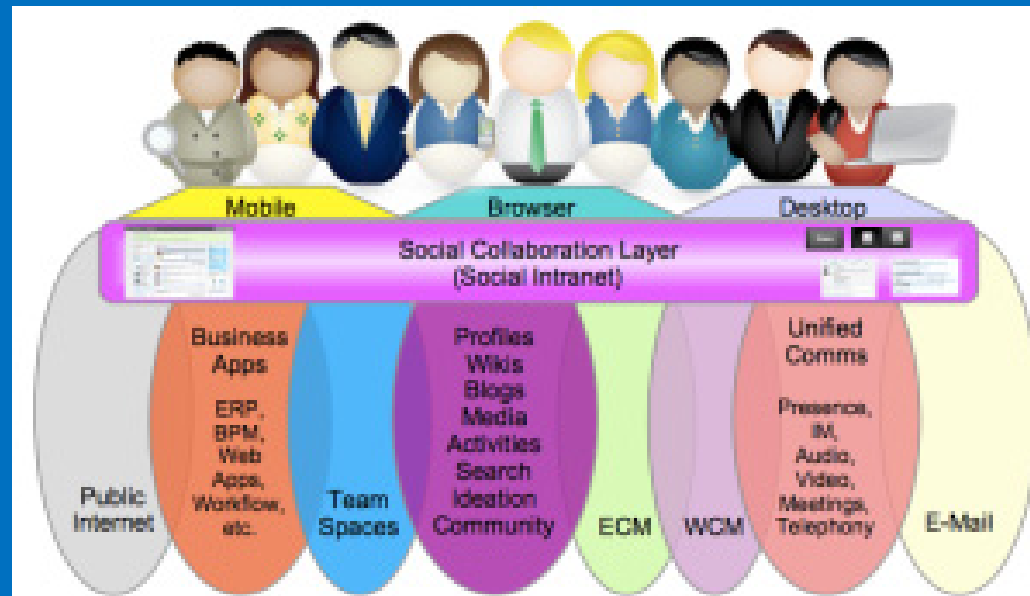 Mobile
Browser
Desktop
Social Collaboration Layer
(Social Intranet)
Public
Internet
Business
Apps
ERP,
BPM,
Web
Apps,
Workflow,
etc.
Team
Spaces
Profiles
Wikis
Blogs
Media
Activities
Search
Ideation
Community
ECM
WCM
Unified
Comms
Presence,
IM,
Audio,
Video,
Meetings,
Telephony
E-Mail